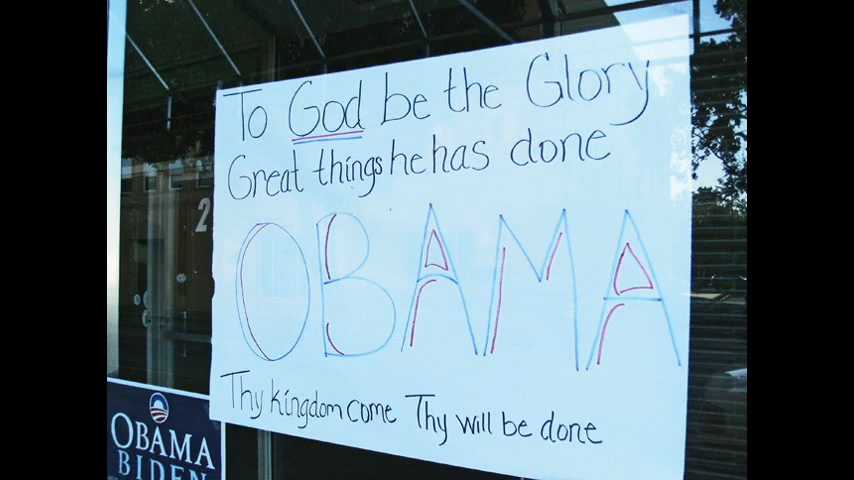 To God be the Glory
Great things he has done
OBAMA
Thy kingdom come Thy will be done
2
OBAMA
BIDEN